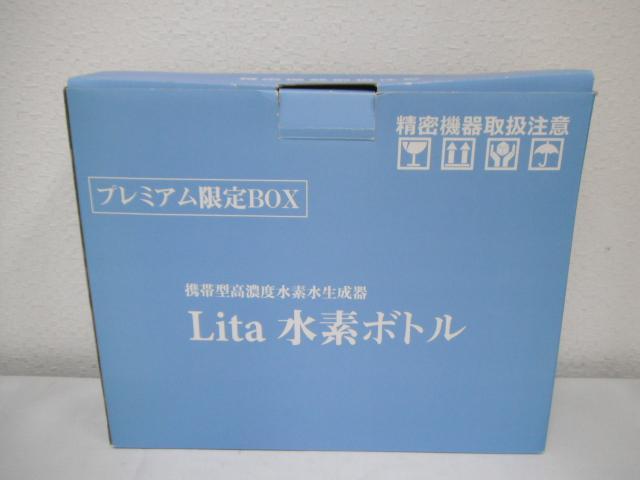 精密機器取扱注意
プレミアム限定BOX
携帯型高濃度水素水生成器
Lita 水素ボトル